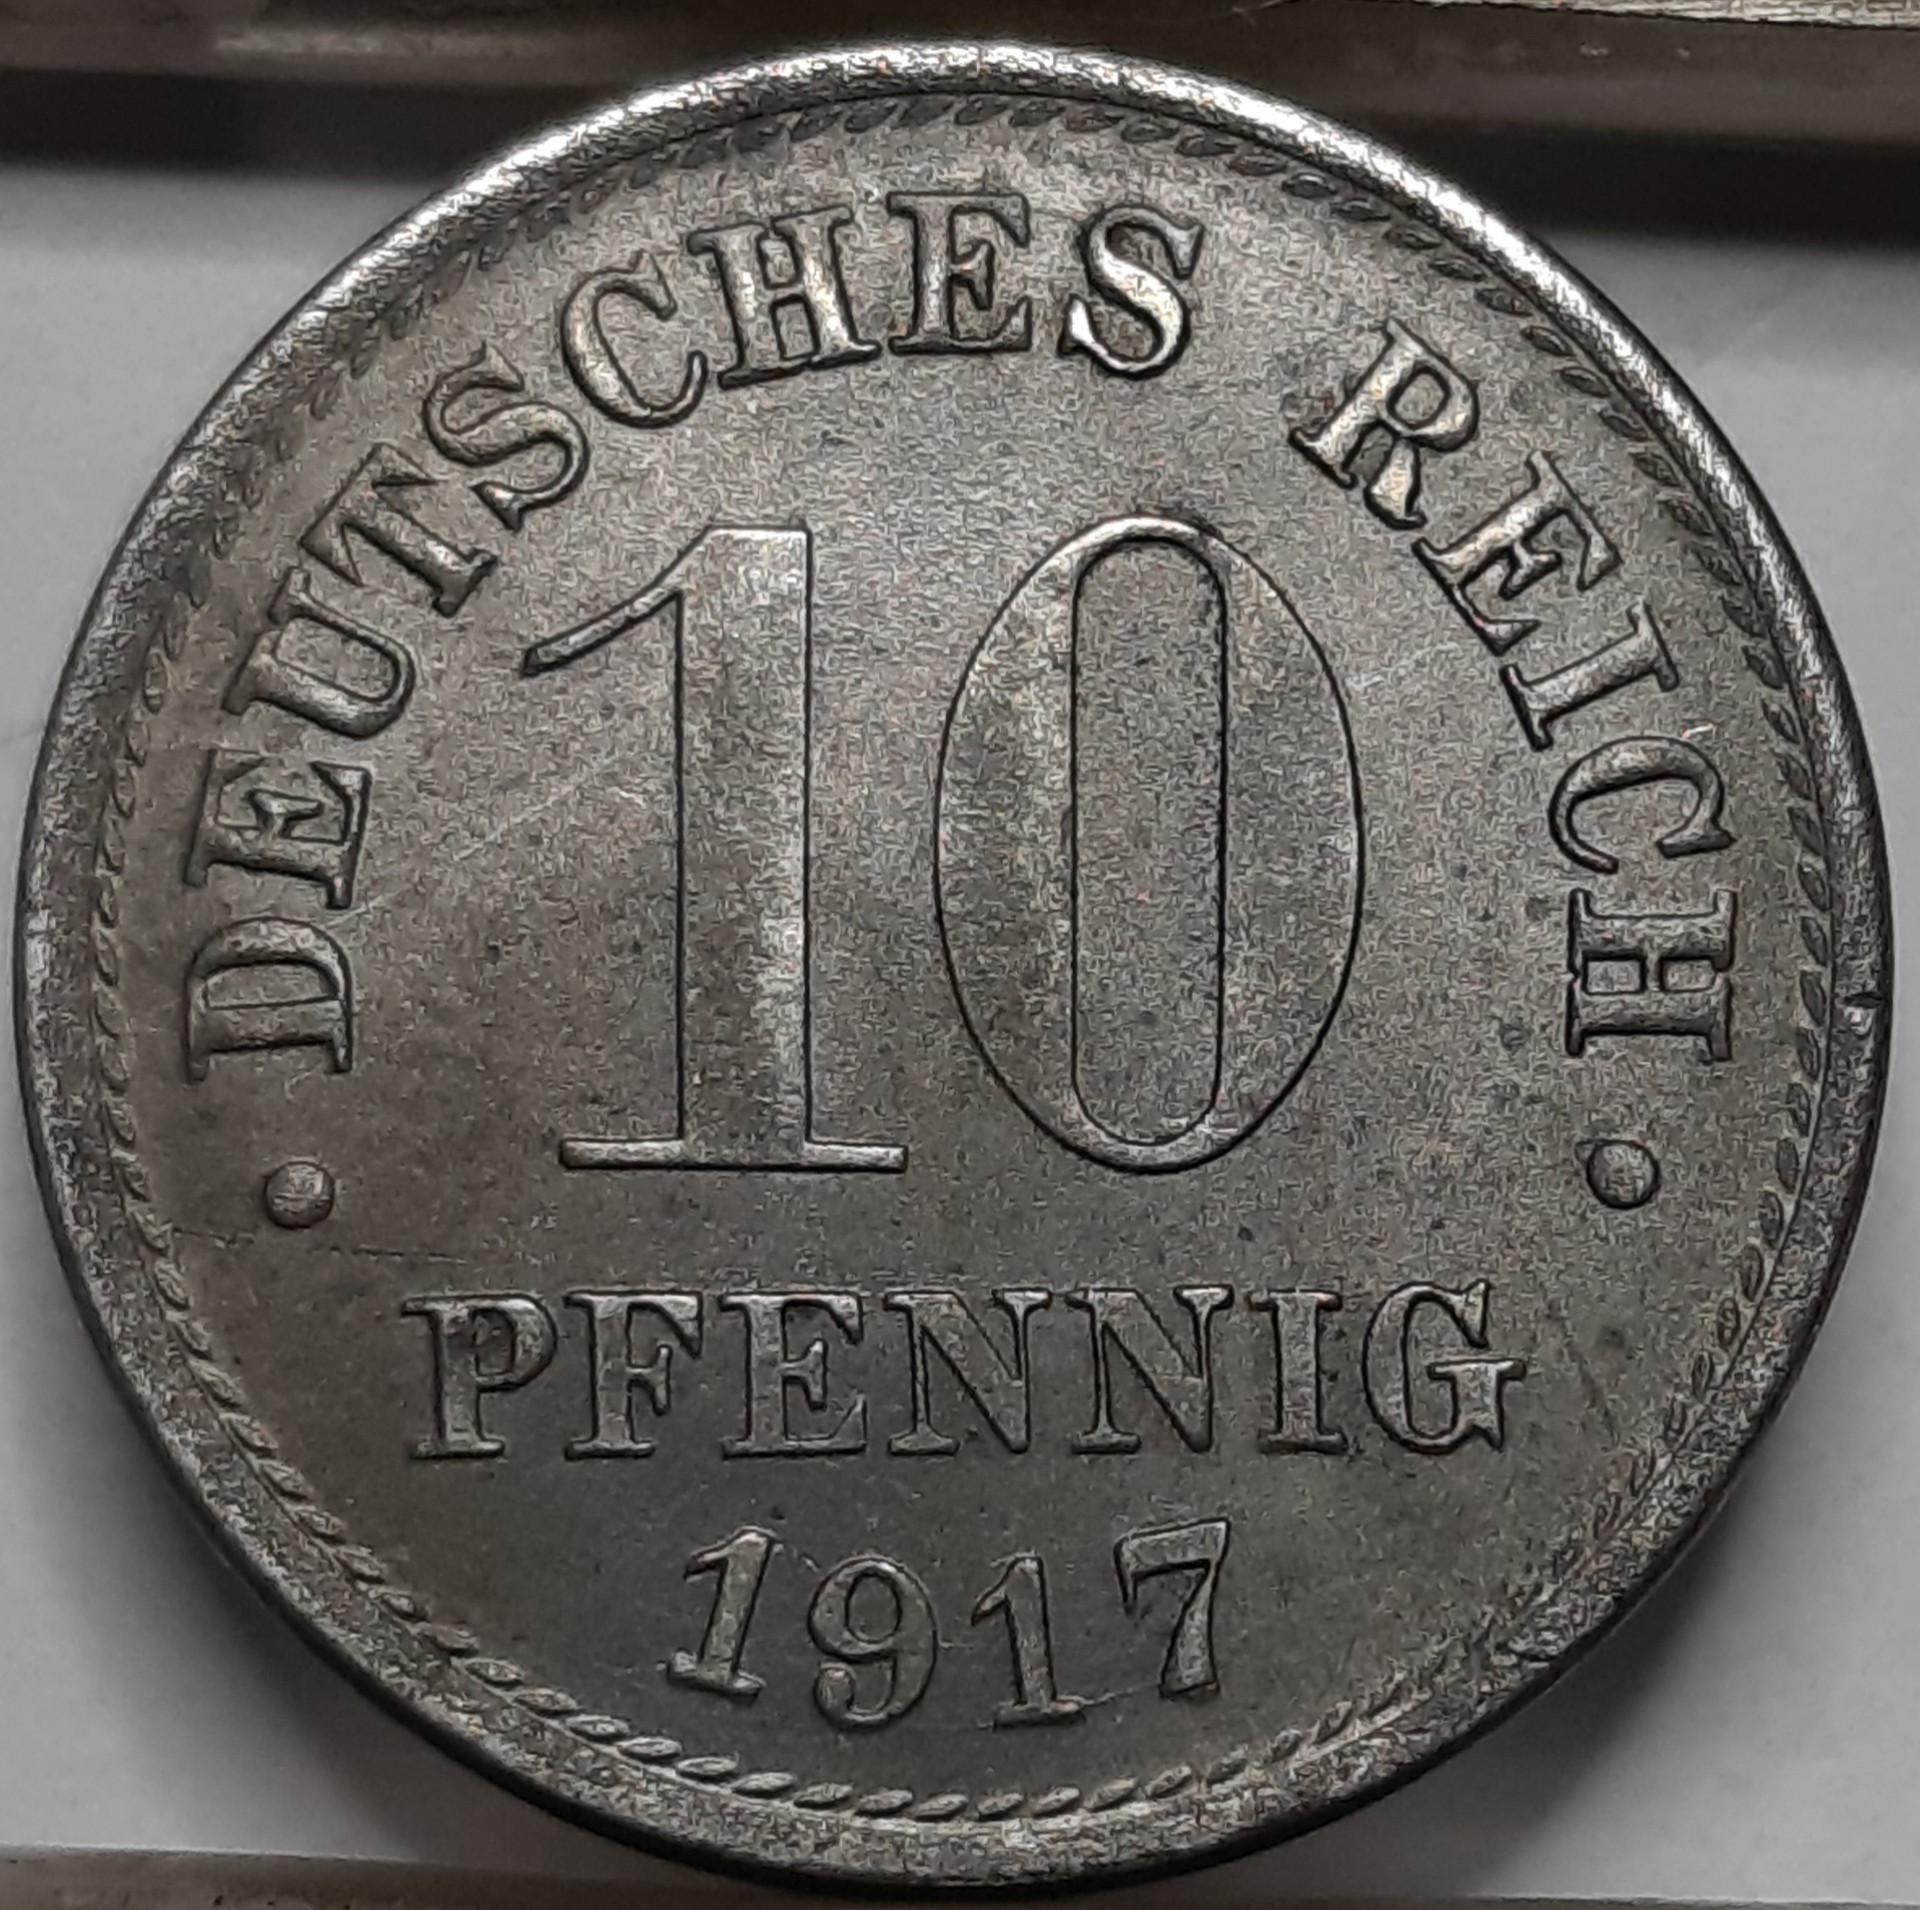 DEUTSCHES REICH
10
PFENNIG
1917